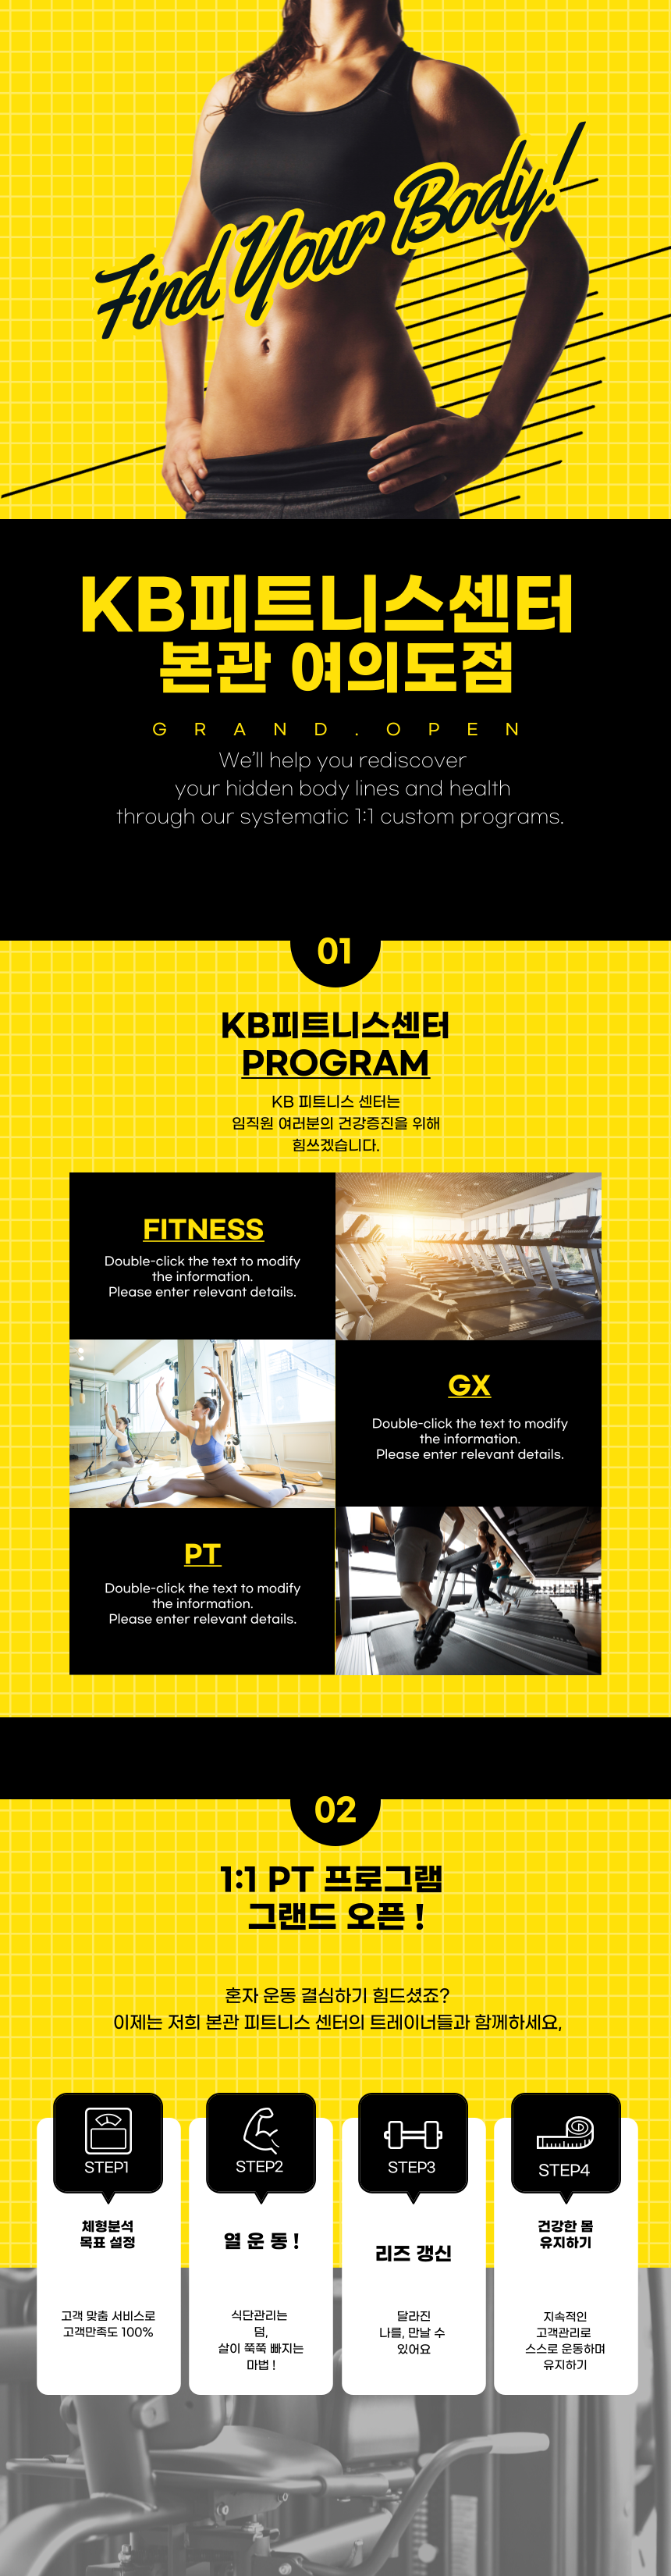 Find Your Body!
KB피트니스센터
본관 여의도점
GRAND.OPEN
We'll help you rediscover
your hidden body lines and health
through our systematic 1:1 custom programs.
01
KB피트니스센터
PROGRAM
KB 피트니스 센터는
임직원 여러분의 건강증진을 위해
힘쓰겠습니다.
FITNESS
Double-click the text to modify
the information.
Please enter relevant details.
GX
Double-click the text to modify
the information.
Please enter relevant details.
PT
Double-click the text to modify
the information.
Please enter relevant details.
02
1:1 PT 프로그램
그랜드 오픈 !
혼자 운동 결심하기 힘드셨죠?
이제는 저희 본관 피트니스 센터의 트레이너들과 함께하세요,
STEP1
체형분석
목표 설정
고객 맞춤 서비스로
고객만족도 100%
STEP2
열 운 동 !
식단관리는
덤,
살이 쭉쭉 빠지는
마법 !
STEP3
리즈 갱신
달라진
나를, 만날 수
있어요
STEP4
건강한 몸
유지하기
지속적인
고객관리로
스스로 운동하며
유지하기